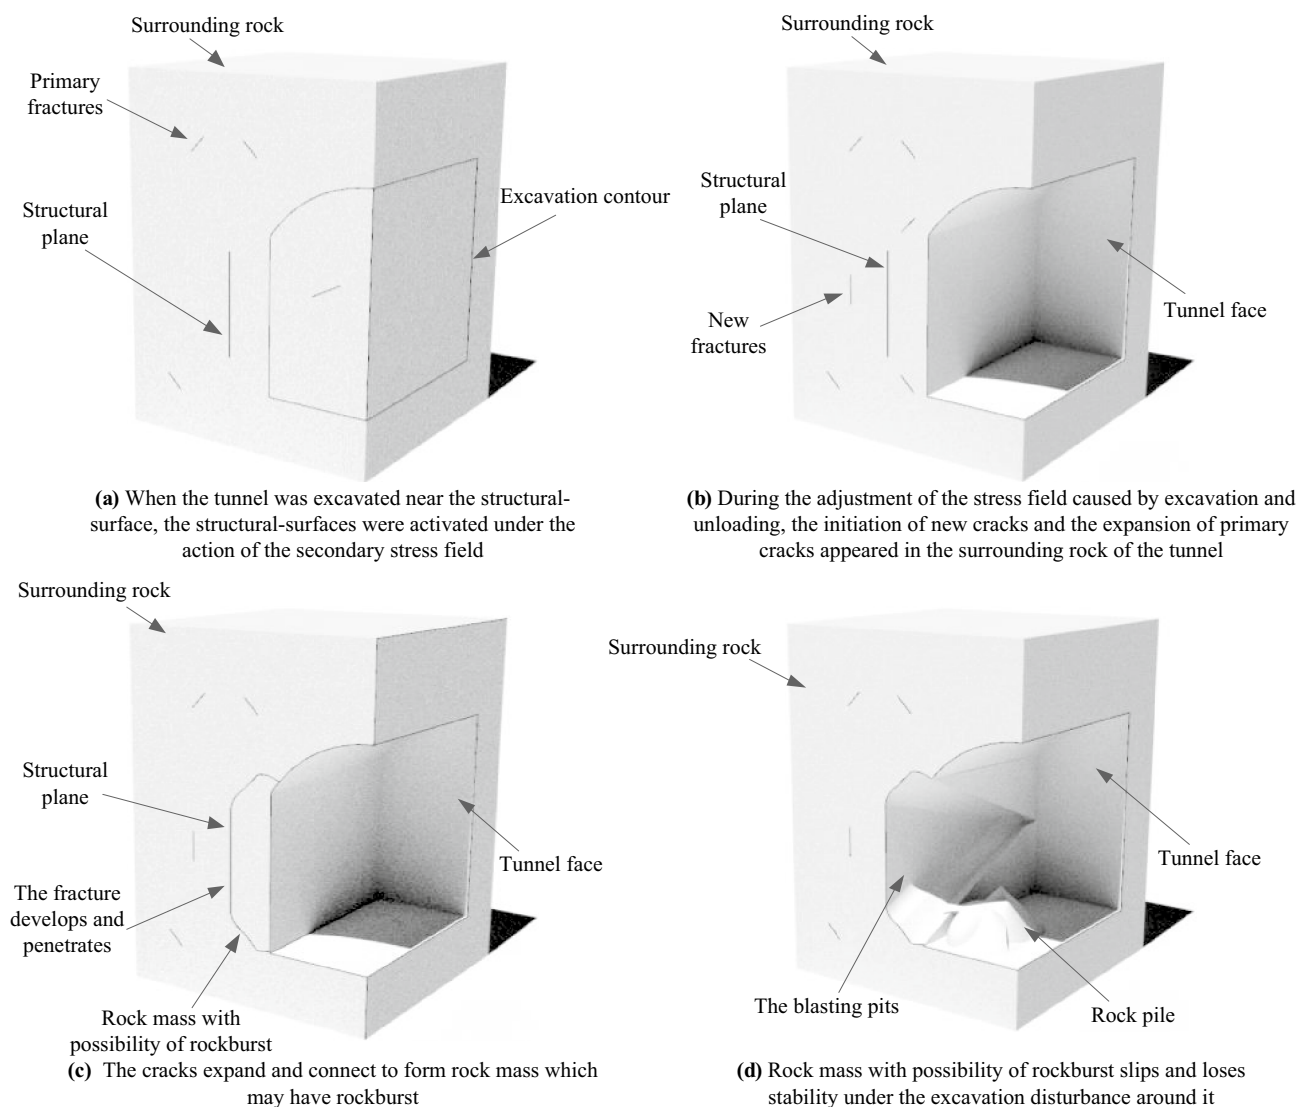 Surrounding rock
Primary
fractures
Structural
plane
Excavation contour
(a) When the tunnel was excavated near the structural-
surface, the structural-surfaces were activated under the
action of the secondary stress field
Surrounding rock
Structural
plane
New
fractures
Tunnel face
(b) During the adjustment of the stress field caused by excavation and
unloading, the initiation of new cracks and the expansion of primary
cracks appeared in the surrounding rock of the tunnel
Surrounding rock
Structural
plane
The fracture
develops and
penetrates
Tunnel face
Rock mass with
possibility of rockburst
(c) The cracks expand and connect to form rock mass which
may have rockburst
Surrounding rock
Tunnel face
The blasting pits
Rock pile
(d) Rock mass with possibility of rockburst slips and loses
stability under the excavation disturbance around it